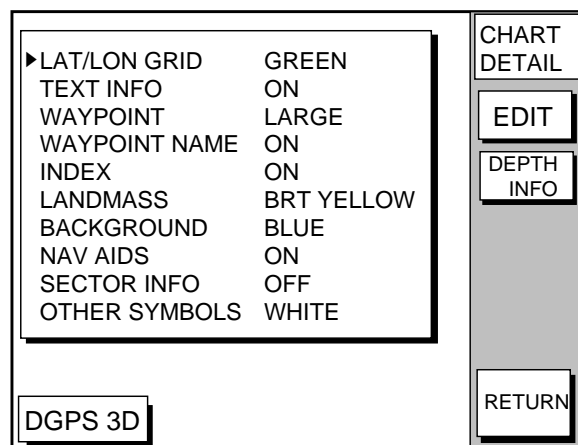 ▶LAT/LON GRID GREEN
TEXT INFO ON
WAYPOINT LARGE
WAYPOINT NAME ON
INDEX ON
LANDMASS BRT YELLOW
BACKGROUND BLUE
NAV AIDS ON
SECTOR INFO OFF
OTHER SYMBOLS WHITE
DGPS 3D
CHART
DETAIL
EDIT
DEPTH
INFO
RETURN